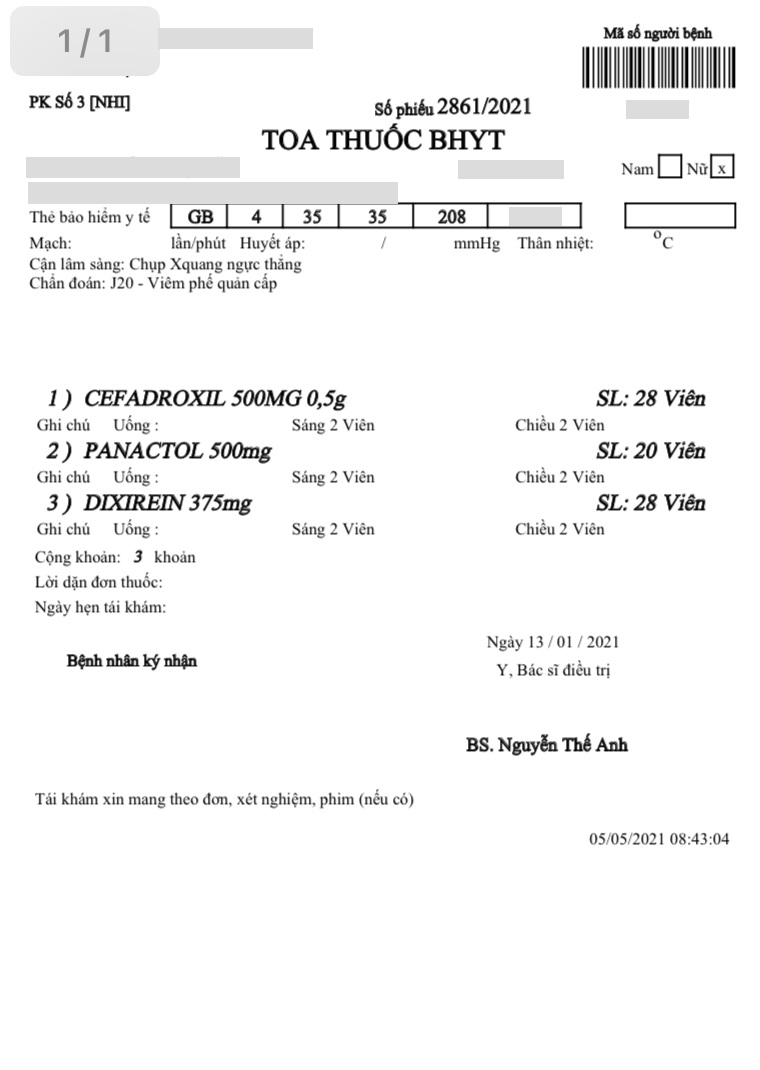 1/1
Mã số người bệnh
PK Số 3 [NHI]
Số phiếu 2861/2021
TOA THUỐC BHYT
Nam Nữ x
Thẻ bảo hiểm y tế GB 4 35 35 208
Mạch: lần/phút Huyết áp: / mmHg Thân nhiệt: °C
Cận lâm sàng: Chụp Xquang ngực thẳng
Chẩn đoán: J20 - Viêm phế quản cấp
1 ) CEFADROXIL 500MG 0,5g SL: 28 Viên
Ghi chú Uống : Sáng 2 Viên Chiều 2 Viên
2 ) PANACTOL 500mg SL: 20 Viên
Ghi chú Uống : Sáng 2 Viên Chiều 2 Viên
3 ) DIXIREIN 375mg SL: 28 Viên
Ghi chú Uống : Sáng 2 Viên Chiều 2 Viên
Cộng khoản: 3 khoản
Lời dặn đơn thuốc:
Ngày hẹn tái khám:
Ngày 13 / 01 / 2021
Bệnh nhân ký nhận
Y, Bác sĩ điều trị
BS. Nguyễn Thế Anh
Tái khám xin mang theo đơn, xét nghiệm, phim (nếu có)
05/05/2021 08:43:04